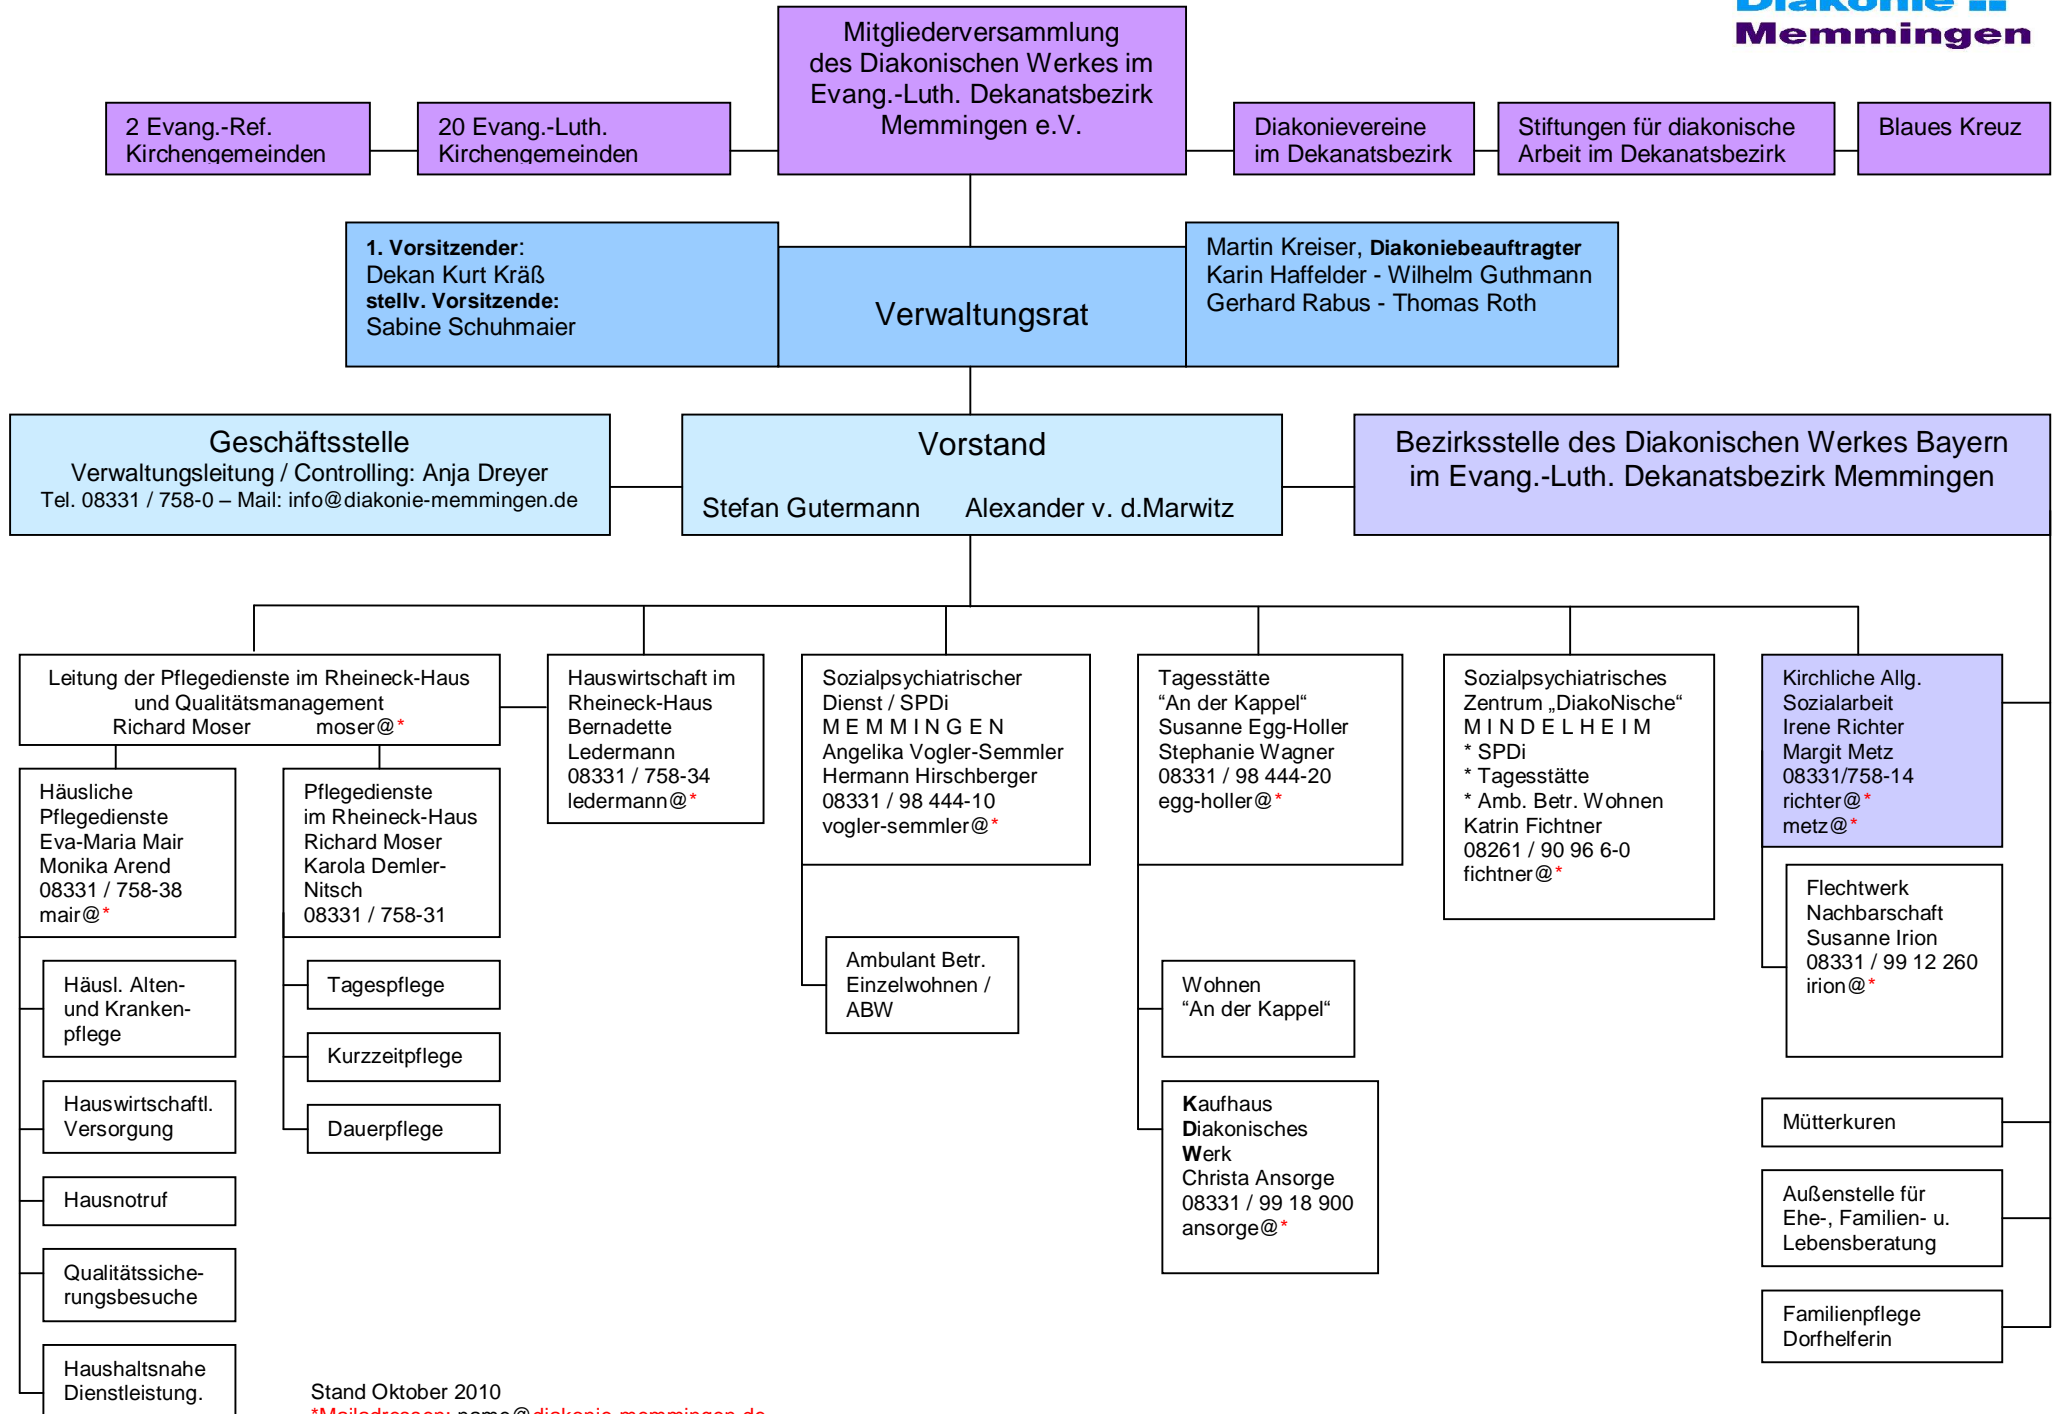 Diakonie
Memmingen
Mitgliederversammlung
des Diakonischen Werkes im
Evang.-Luth. Dekanatsbezirk
Memmingen e.V.
2 Evang.-Ref.
Kirchengemeinden
20 Evang.-Luth.
Kirchengemeinden
Diakonievereine
im Dekanatsbezirk
Stiftungen für diakonische
Arbeit im Dekanatsbezirk
Blaues Kreuz
1. Vorsitzender:
Dekan Kurt Kräß
stellv. Vorsitzende:
Sabine Schuhmaier
Verwaltungsrat
Martin Kreiser, Diakoniebeauftragter
Karin Haffelder - Wilhelm Guthmann
Gerhard Rabus - Thomas Roth
Geschäftsstelle
Verwaltungsleitung / Controlling: Anja Dreyer
Tel. 08331 / 758-0 – Mail: info@diakonie-memmingen.de
Vorstand
Stefan Gutermann Alexander v. d.Marwitz
Bezirksstelle des Diakonischen Werkes Bayern
im Evang.-Luth. Dekanatsbezirk Memmingen
Leitung der Pflegedienste im Rheineck-Haus
und Qualitätsmanagement
Richard Moser moser@*
Häusliche
Pflegedienste
Eva-Maria Mair
Monika Arend
08331 / 758-38
mair@*
Häusl. Alten-
und Kranken-
pflege
Hauswirtschaftl.
Versorgung
Hausnotruf
Qualitätssiche-
rungsbesuche
Haushaltsnahe
Dienstleistung.
Pflegedienste
im Rheineck-Haus
Richard Moser
Karola Demler-
Nitsch
08331 / 758-31
Tagespflege
Kurzzeitpflege
Dauerpflege
Hauswirtschaft im
Rheineck-Haus
Bernadette
Ledermann
08331 / 758-34
ledermann@*
Sozialpsychiatrischer
Dienst / SPDi
M E M M I N G E N
Angelika Vogler-Semmler
Hermann Hirschberger
08331 / 98 444-10
vogler-semmler@*
Ambulant Betr.
Einzelwohnen /
ABW
Tagesstätte
“An der Kappel“
Susanne Egg-Holler
Stephanie Wagner
08331 / 98 444-20
egg-holler@*
Wohnen
“An der Kappel“
Kaufhaus
Diakonisches
Werk
Christa Ansorge
08331 / 99 18 900
ansorge@*
Sozialpsychiatrisches
Zentrum „DiakoNische“
M I N D E L H E I M
* SPDi
* Tagesstätte
* Amb. Betr. Wohnen
Katrin Fichtner
08261 / 90 96 6-0
fichtner@*
Kirchliche Allg.
Sozialarbeit
Irene Richter
Margit Metz
08331/758-14
richter@*
metz@*
Flechtwerk
Nachbarschaft
Susanne Irion
08331 / 99 12 260
irion@*
Mütterkuren
Außenstelle für
Ehe-, Familien- u.
Lebensberatung
Familienpflege
Dorfhelferin
Stand Oktober 2010
*Mailadressen: name@diakonie-memmingen.de